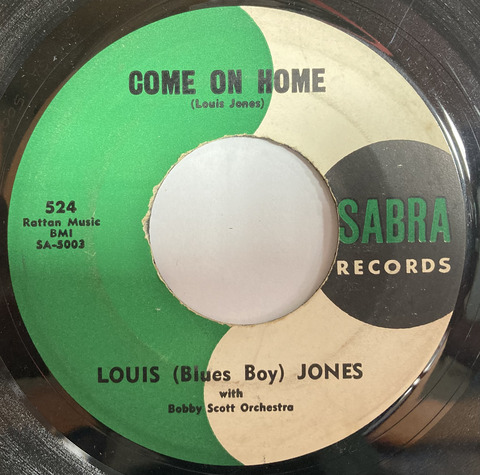 COME ON HOME
(Louis Jones)
524
Rattan Music
BMI
SA-5003
SABRA
RECORDS
LOUIS (Blues Boy) JONES
with
Bobby Scott Orchestra